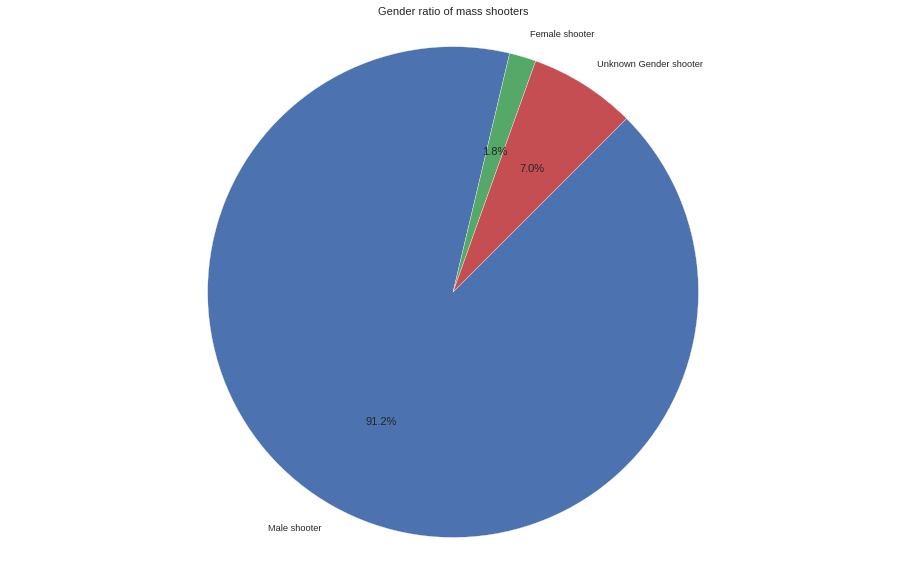 Gender ratio of mass shooters
Female shooter
Unknown Gender shooter
1.8%
7.0%
91.2%
Male shooter